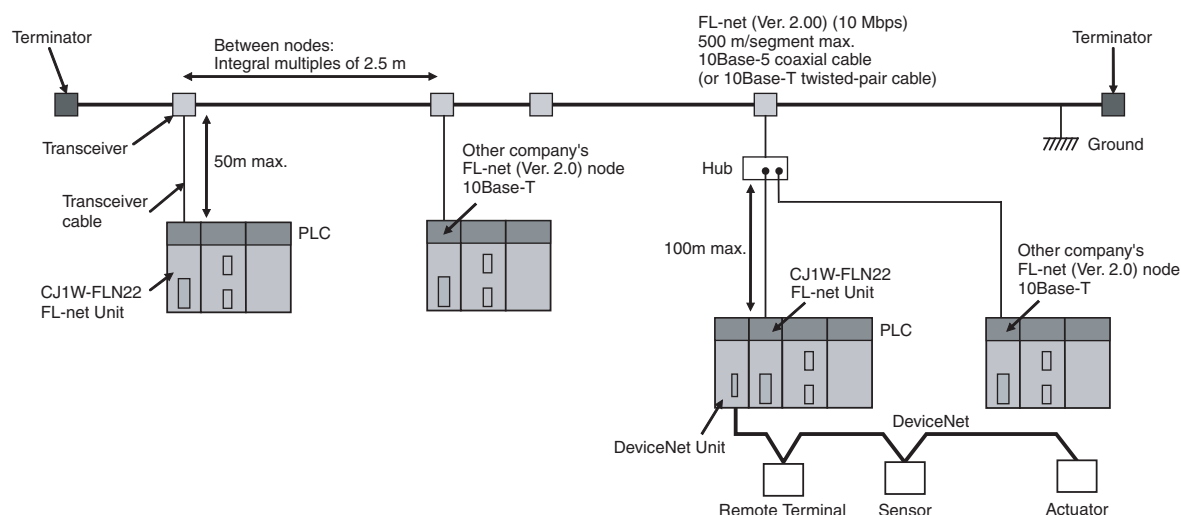 Terminator
Between nodes:
Integral multiples of 2.5 m
FL-net (Ver. 2.00) (10 Mbps)
500 m/segment max.
10Base-5 coaxial cable
(or 10Base-T twisted-pair cable)
Terminator
Transceiver
50m max.
Transceiver
cable
PLC
CJ1W-FLN22
FL-net Unit
Other company's
FL-net (Ver. 2.0) node
10Base-T
Hub
Ground
100m max.
CJ1W-FLN22
FL-net Unit
PLC
Other company's
FL-net (Ver. 2.0) node
10Base-T
DeviceNet Unit
DeviceNet
Remote Terminal
Sensor
Actuator